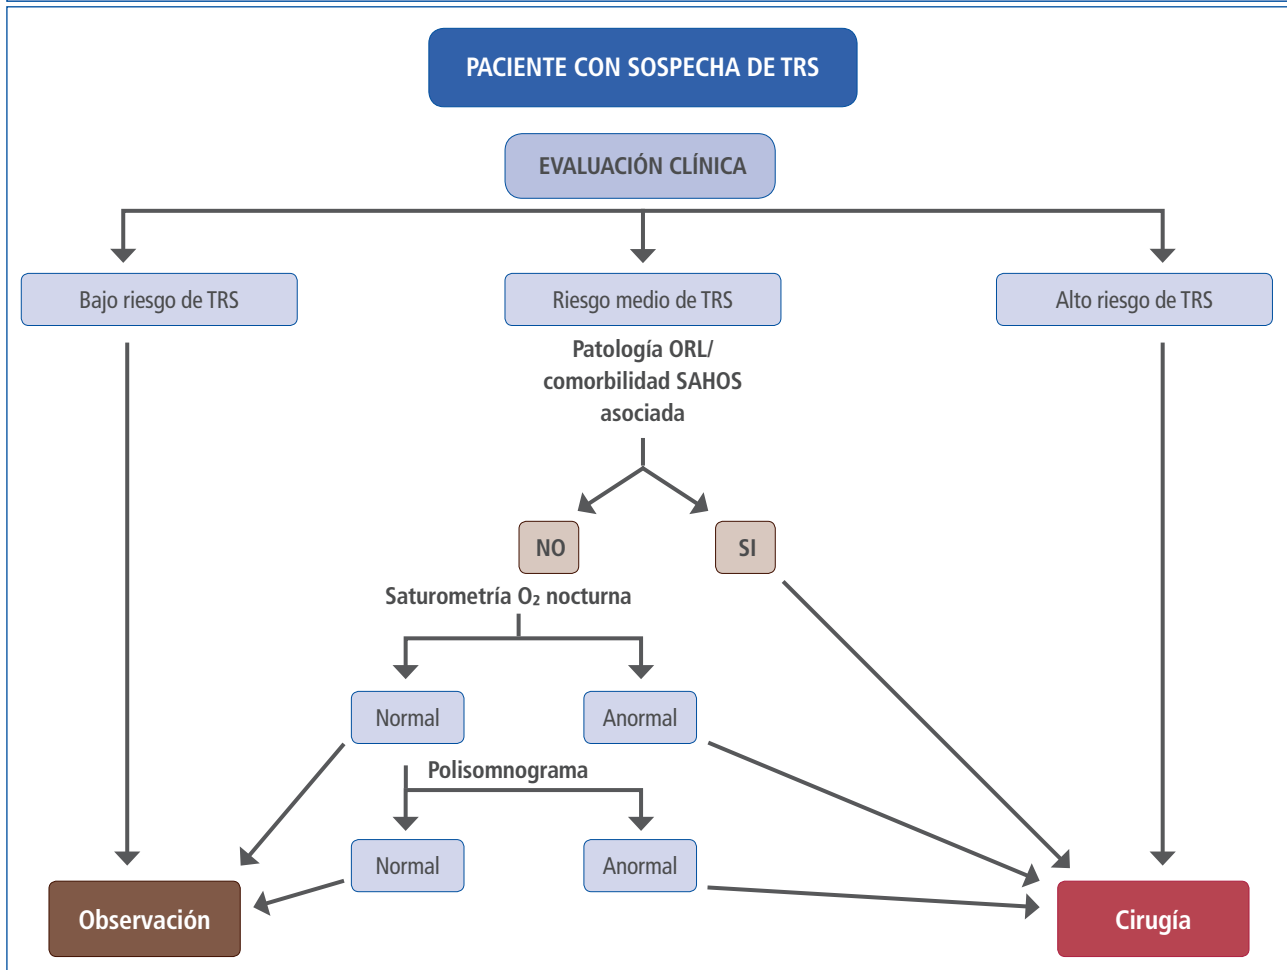 PACIENTE CON SOSPECHA DE TRS
EVALUACIÓN CLÍNICA
Bajo riesgo de TRS
Riesgo medio de TRS
Alto riesgo de TRS
Patología ORL/
comorbilidad SAHOS
asociada
NO
SI
Saturometría O₂ nocturna
Normal
Anormal
Polisomnograma
Normal
Anormal
Observación
Cirugía